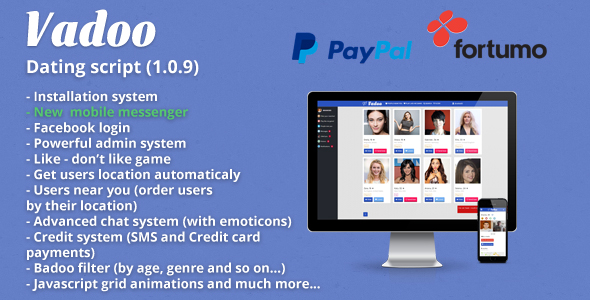 Vadoo
Dating script (1.0.9)
- Installation system
- New mobile messenger
- Facebook login
- Powerful admin system
- Like - don't like game
- Get users location automaticaly
- Users near you (order users
by their location)
- Advanced chat system (with emoticons)
- Credit system (SMS and Credit card
payments)
- Badoo filter (by age, genre and so on...)
- Javascript grid animations and much more...
PayPal
fortumo
Vadoo